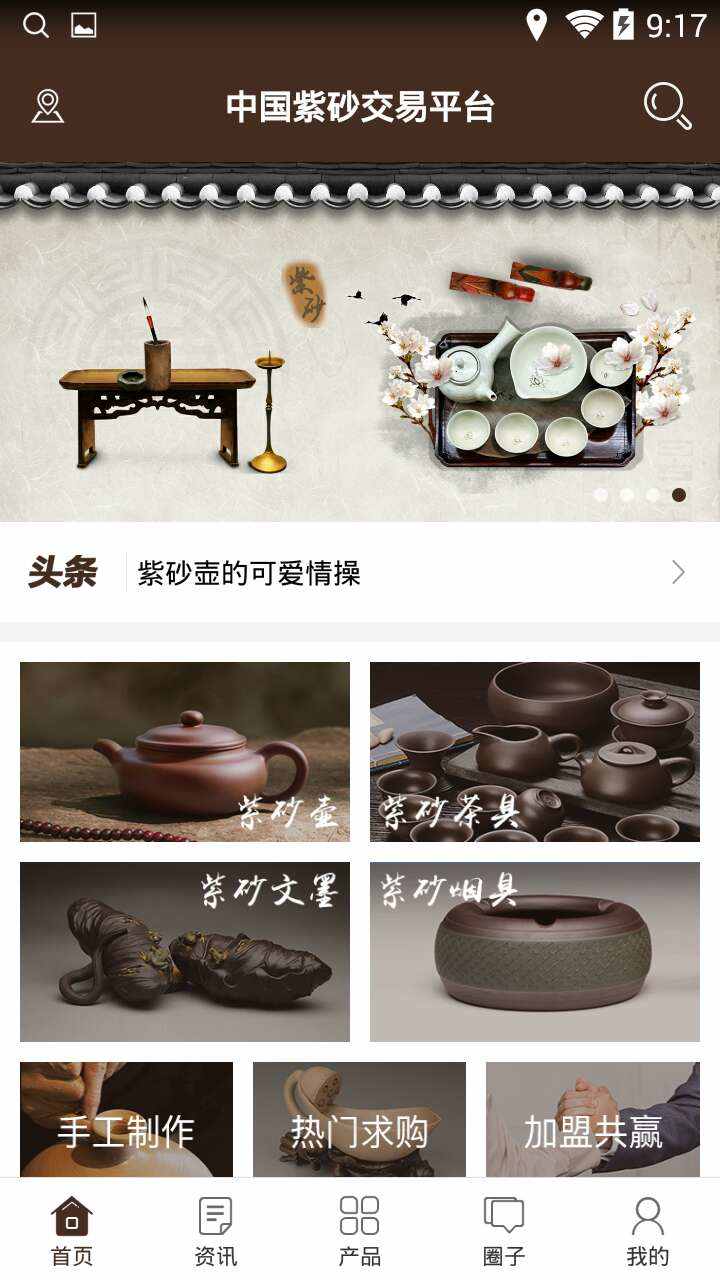 9:17
中国紫砂交易平台
紫砂
头条
紫砂壶的可爱情操
紫砂壶
紫砂茶具
紫砂文墨
紫砂烟具
手工制作
热门求购
加盟共赢
首页
资讯
产品
圈子
我的